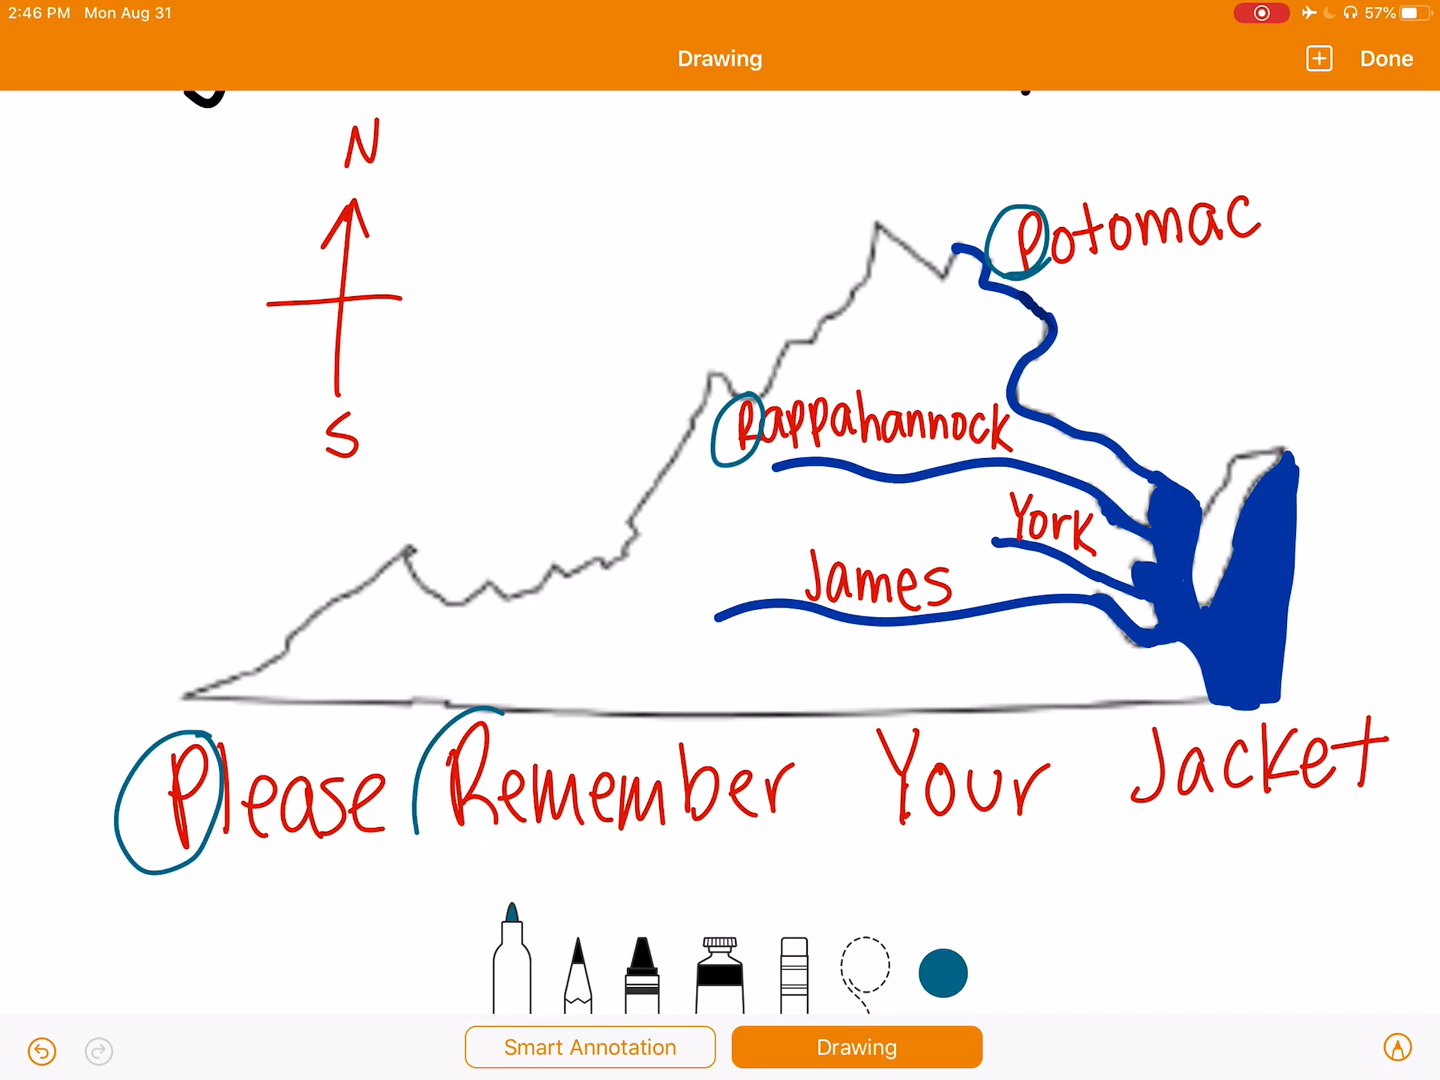 2:46 PM Mon Aug 31
57%
Drawing
Done
N
S
Potomac
Rappahannock
York
James
Please Remember Your Jacket
Smart Annotation
Drawing